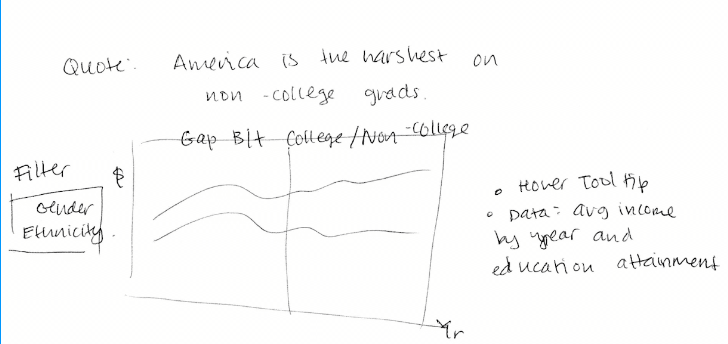 Quote: America is the harshest on
non-college grads.
Gap B/t College/Non-College
Filter
Gender
Ethnicity.
$
Yr
• Hover Tool tip
• Data = avg income
by year and
education attainment